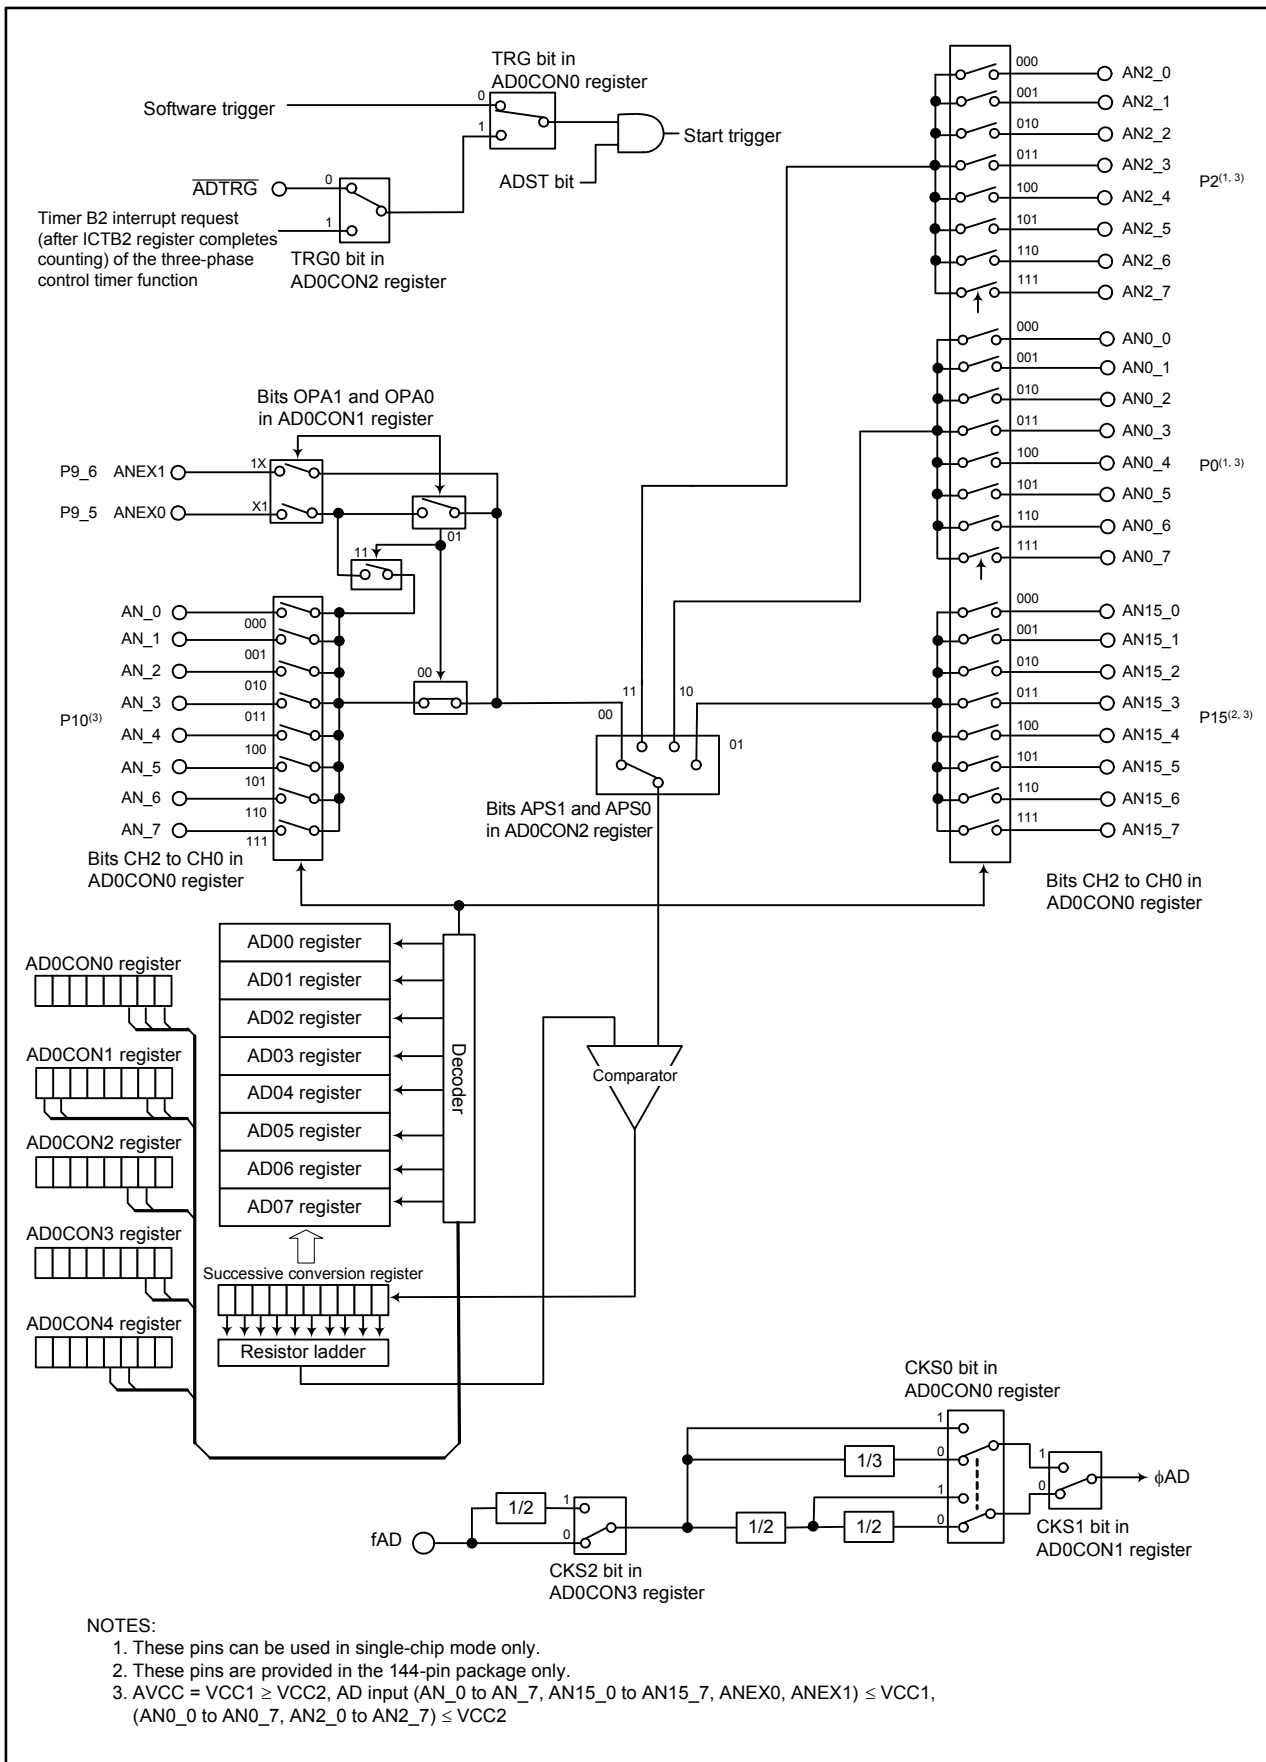 TRG bit in
AD0CON0 register
Software trigger
0
1
Start trigger
ADST bit
ADTRG
0
1
Timer B2 interrupt request
(after ICTB2 register completes
counting) of the three-phase
control timer function
TRG0 bit in
AD0CON2 register
000 AN2_0
001 AN2_1
010 AN2_2
011 AN2_3
100 AN2_4
101 AN2_5
110 AN2_6
111 AN2_7
P2(1, 3)
000 AN0_0
001 AN0_1
010 AN0_2
011 AN0_3
100 AN0_4
101 AN0_5
110 AN0_6
111 AN0_7
P0(1, 3)
000 AN15_0
001 AN15_1
010 AN15_2
011 AN15_3
100 AN15_4
101 AN15_5
110 AN15_6
111 AN15_7
P15(2, 3)
Bits CH2 to CH0 in
AD0CON0 register
Bits OPA1 and OPA0
in AD0CON1 register
P9_6 ANEX1 1X
P9_5 ANEX0 X1
01
11
00
AN_0 000
AN_1 001
AN_2 010
AN_3 011
AN_4 100
AN_5 101
AN_6 110
AN_7 111
P10(3)
Bits CH2 to CH0 in
AD0CON0 register
11
10
00
01
Bits APS1 and APS0
in AD0CON2 register
AD0CON0 register
AD0CON1 register
AD0CON2 register
AD0CON3 register
AD0CON4 register
AD00 register
AD01 register
AD02 register
AD03 register
AD04 register
AD05 register
AD06 register
AD07 register
Decoder
Comparator
Successive conversion register
Resistor ladder
CKS0 bit in
AD0CON0 register
1
0
1/3
1
0
1
0
ϕAD
fAD
1/2
1
0
1/2
1/2
CKS1 bit in
AD0CON1 register
CKS2 bit in
AD0CON3 register
NOTES:
1. These pins can be used in single-chip mode only.
2. These pins are provided in the 144-pin package only.
3. AVCC = VCC1 ≥ VCC2, AD input (AN_0 to AN_7, AN15_0 to AN15_7, ANEX0, ANEX1) ≤ VCC1,
(AN0_0 to AN0_7, AN2_0 to AN2_7) ≤ VCC2